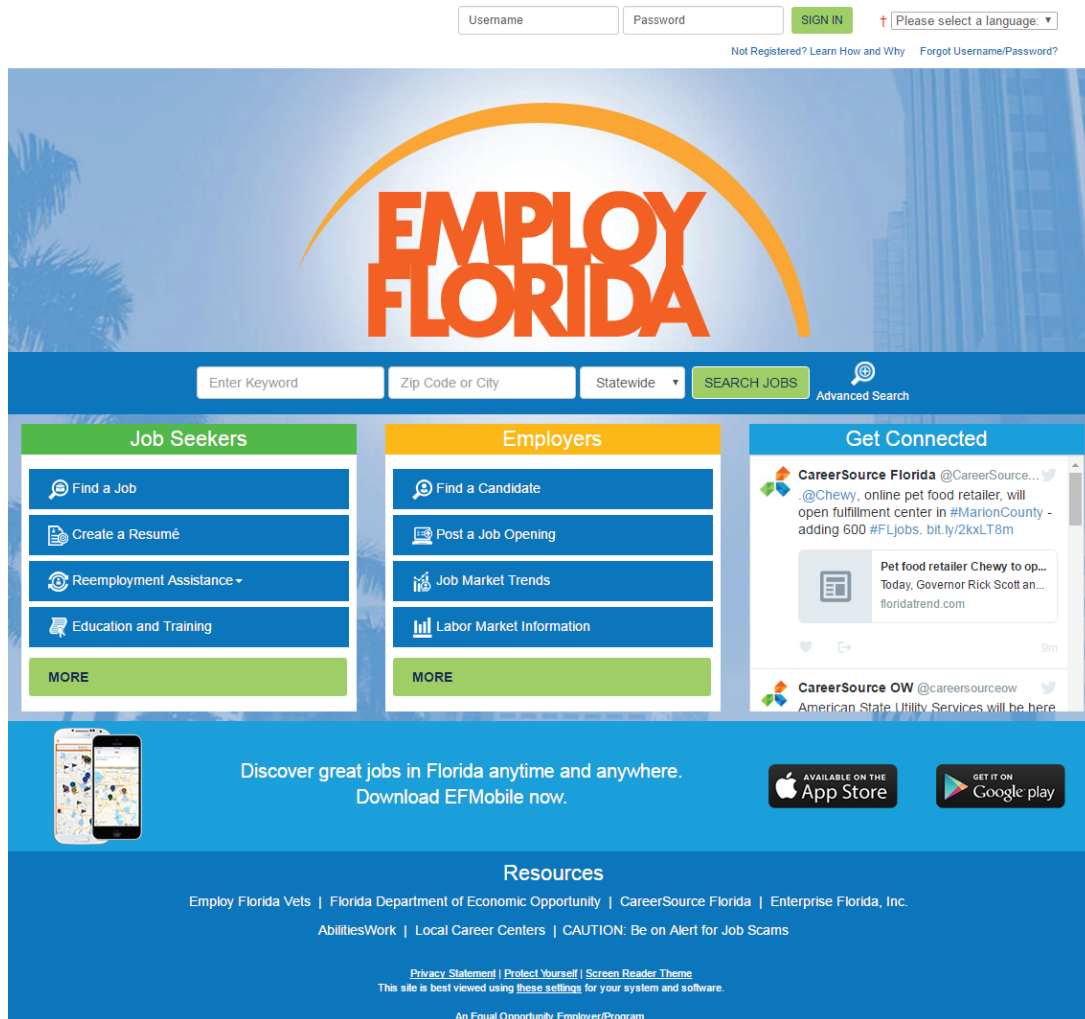 Username
Password
SIGN IN
† Please select a language:
Not Registered? Learn How and Why
Forgot Username/Password?
EMPLOY
FLORIDA
Enter Keyword
Zip Code or City
Statewide
SEARCH JOBS
Advanced Search
Job Seekers
Find a Job
Create a Resumé
Reemployment Assistance
Education and Training
MORE
Employers
Find a Candidate
Post a Job Opening
Job Market Trends
Labor Market Information
MORE
Get Connected
CareerSource Florida @CareerSource...
.@Chewy, online pet food retailer, will
open fulfillment center in #MarionCounty -
adding 600 #FLjobs. bit.ly/2kxLT8m
Pet food retailer Chewy to op...
Today, Governor Rick Scott an...
floridatrend.com
9m
CareerSource OW @careersourceow
American State Utility Services will be here
Discover great jobs in Florida anytime and anywhere.
Download EFMobile now.
AVAILABLE ON THE
App Store
GET IT ON
Google play
Resources
Employ Florida Vets | Florida Department of Economic Opportunity | CareerSource Florida | Enterprise Florida, Inc.
AbilitiesWork | Local Career Centers | CAUTION: Be on Alert for Job Scams
Privacy Statement | Protect Yourself | Screen Reader Theme
This site is best viewed using these settings for your system and software.
An Equal Opportunity Employer/Program